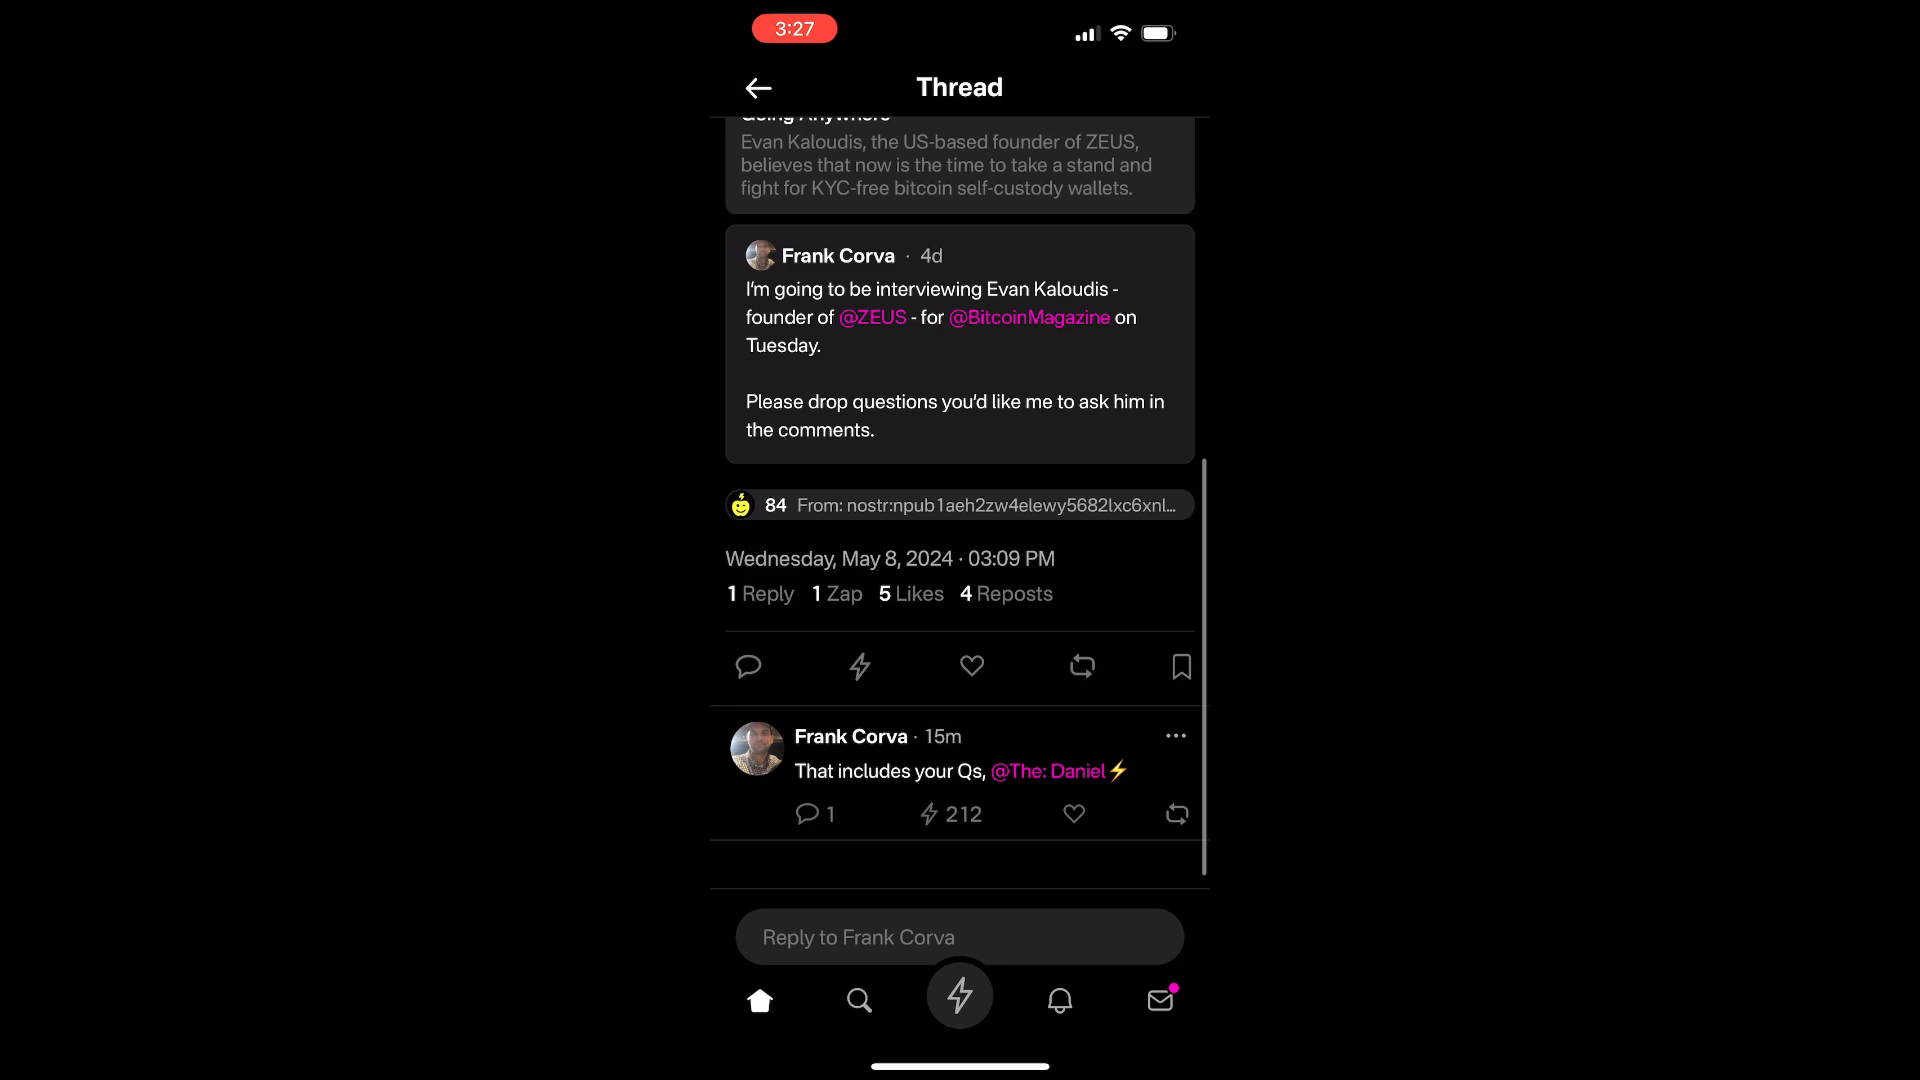 3:27
Thread
Going Anywhere
Evan Kaloudis, the US-based founder of ZEUS,
believes that now is the time to take a stand and
fight for KYC-free bitcoin self-custody wallets.
Frank Corva · 4d
I'm going to be interviewing Evan Kaloudis -
founder of @ZEUS - for @BitcoinMagazine on
Tuesday.
Please drop questions you'd like me to ask him in
the comments.
84 From: nostr:npub1aeh2zw4elewy5682lxc6xnl...
Wednesday, May 8, 2024 · 03:09 PM
1 Reply 1 Zap 5 Likes 4 Reposts
Frank Corva · 15m
That includes your Qs, @The: Daniel⚡
1 212
Reply to Frank Corva